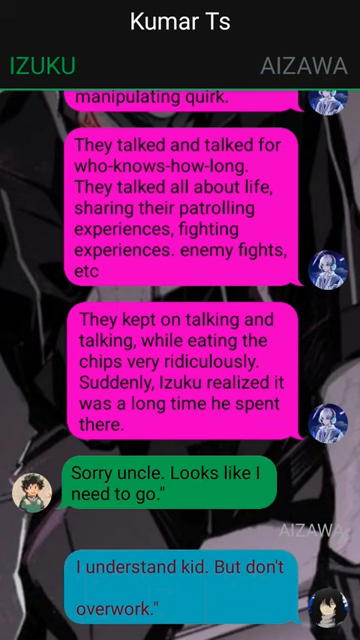 Kumar Ts
IZUKU
AIZAWA
manipulating quirk.
They talked and talked for
who-knows-how-long.
They talked all about life,
sharing their patrolling
experiences, fighting
experiences. enemy fights,
etc
They kept on talking and
talking, while eating the
chips very ridiculously.
Suddenly, Izuku realized it
was a long time he spent
there.
Sorry uncle. Looks like I
need to go."
AIZAWA
I understand kid. But don't
overwork."